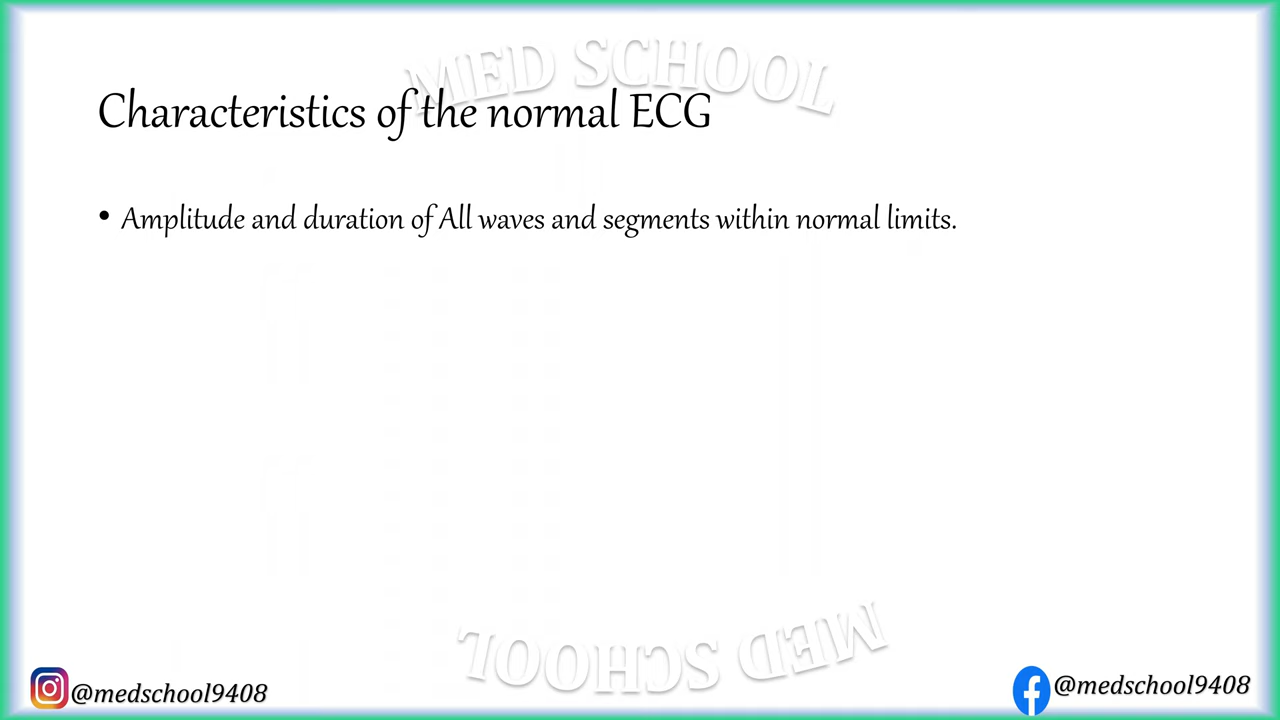 MED SCHOOL
Characteristics of the normal ECG
• Amplitude and duration of All waves and segments within normal limits.
MED SCHOOL
@medschool9408
@medschool9408